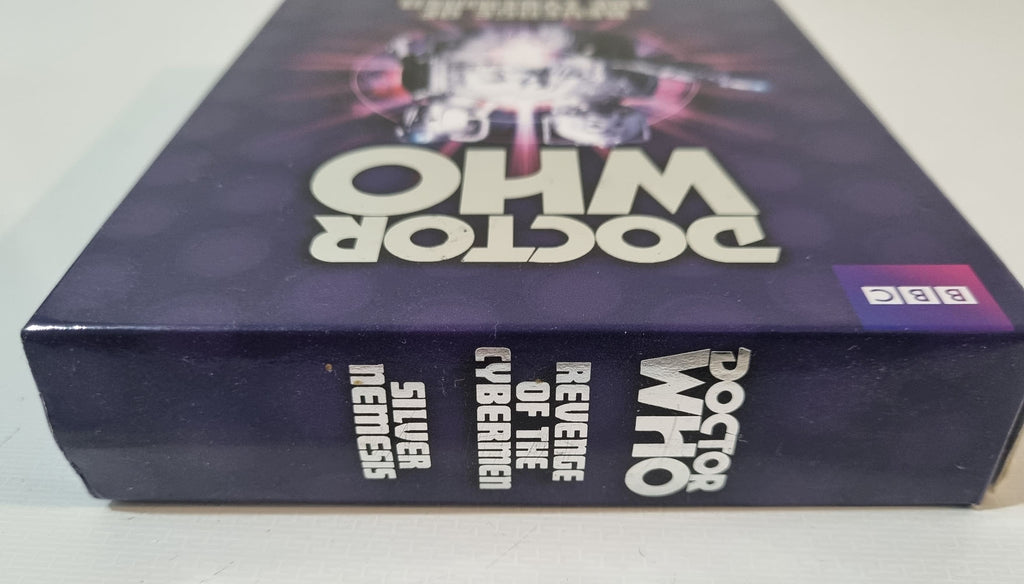 DOCTOR
WHO
BBC
DOCTOR
WHO
REVENGE
OF THE
CYBERMEN
SILVER
NEMESIS